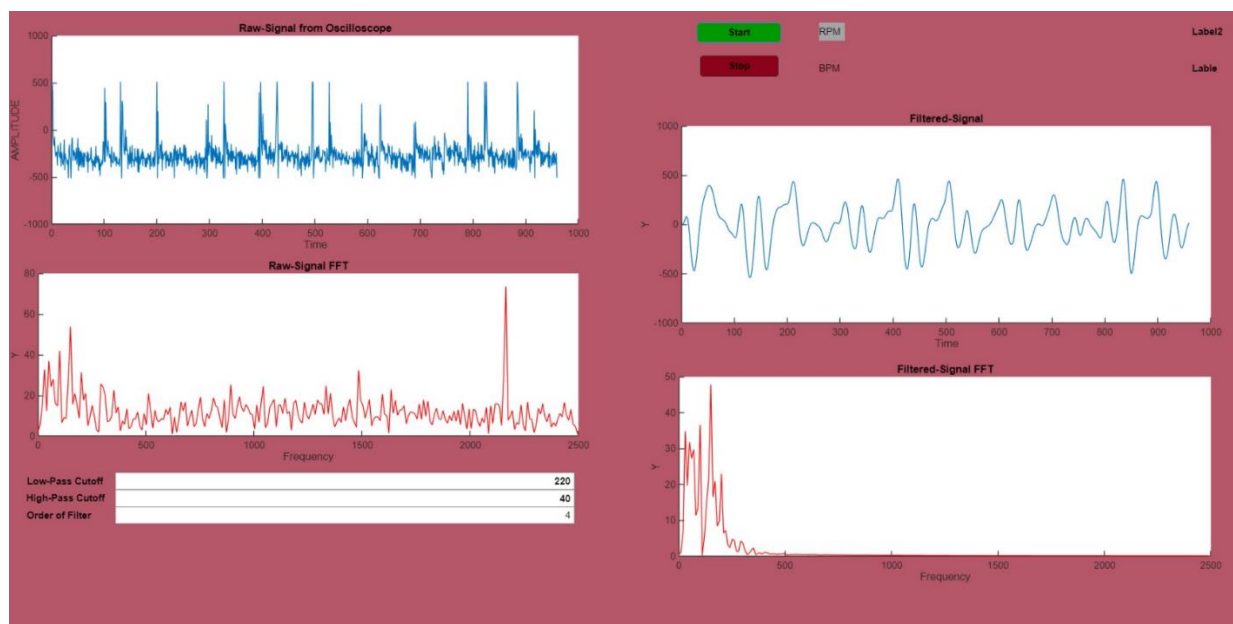 Raw-Signal from Oscilloscope
1000
500
0
-500
-1000
AMPLITUDE
0 100 200 300 400 500 600 700 800 900 1000
Time
Raw-Signal FFT
80
60
40
20
0
Y
0 500 1000 1500 2000 2500
Frequency
Low-Pass Cutoff 220
High-Pass Cutoff 40
Order of Filter 4
Start RPM Label2
Stop BPM Lable
Filtered-Signal
1000
500
0
-500
-1000
Y
0 100 200 300 400 500 600 700 800 900 1000
Time
Filtered-Signal FFT
50
40
30
20
10
0
Y
0 500 1000 1500 2000 2500
Frequency